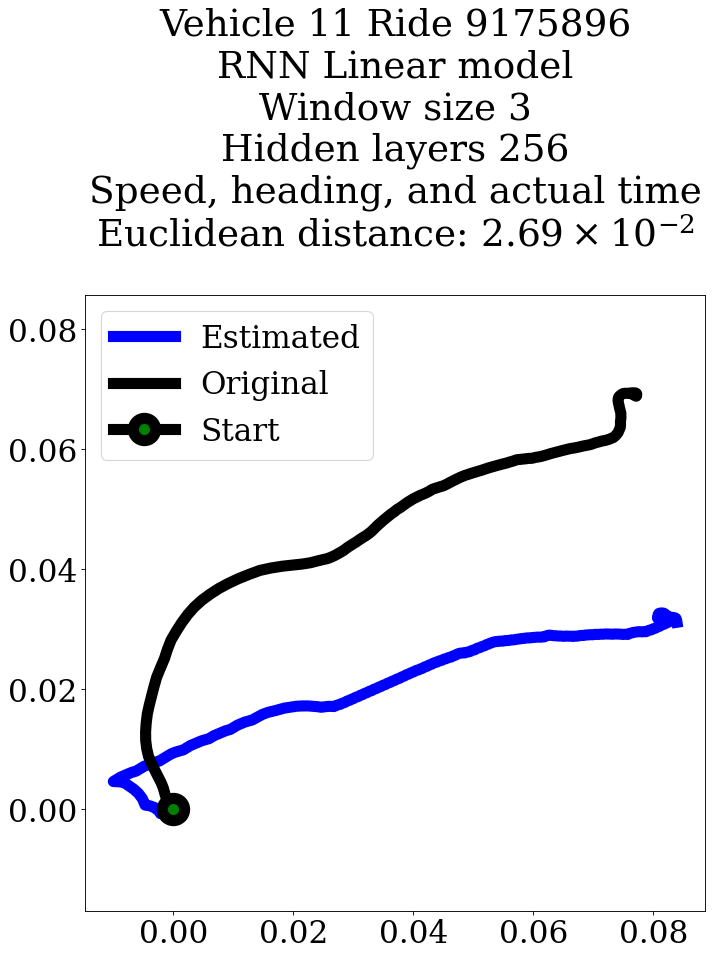 Vehicle 11 Ride 9175896
RNN Linear model
Window size 3
Hidden layers 256
Speed, heading, and actual time
Euclidean distance: 2.69 × 10⁻²
Estimated
Original
Start
0.08
0.06
0.04
0.02
0.00
0.00 0.02 0.04 0.06 0.08